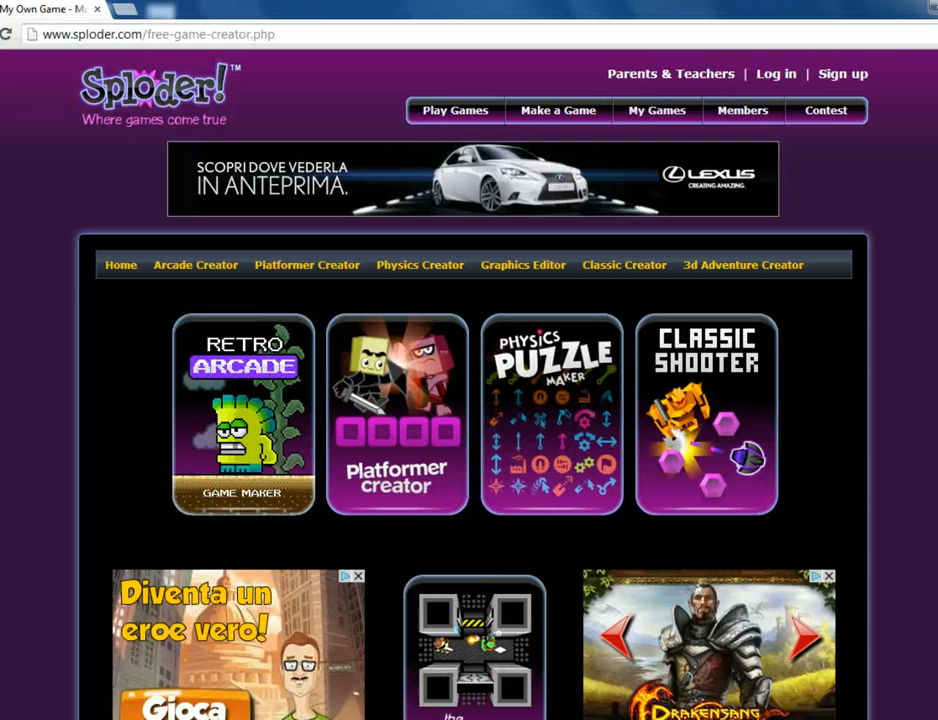 My Own Game - Ma
www.sploder.com/free-game-creator.php
Sploder!™
Where games come true
Parents & Teachers | Log in | Sign up
Play Games
Make a Game
My Games
Members
Contest
SCOPRI DOVE VEDERLA
IN ANTEPRIMA.
LEXUS
CREATING AMAZING.
Home
Arcade Creator
Platformer Creator
Physics Creator
Graphics Editor
Classic Creator
3d Adventure Creator
RETRO
ARCADE
GAME MAKER
Platformer
creator
PHYSICS
PUZZLE
MAKER
CLASSIC
SHOOTER
Diventa un
eroe vero!
Gioca
the
DRAKENSANG